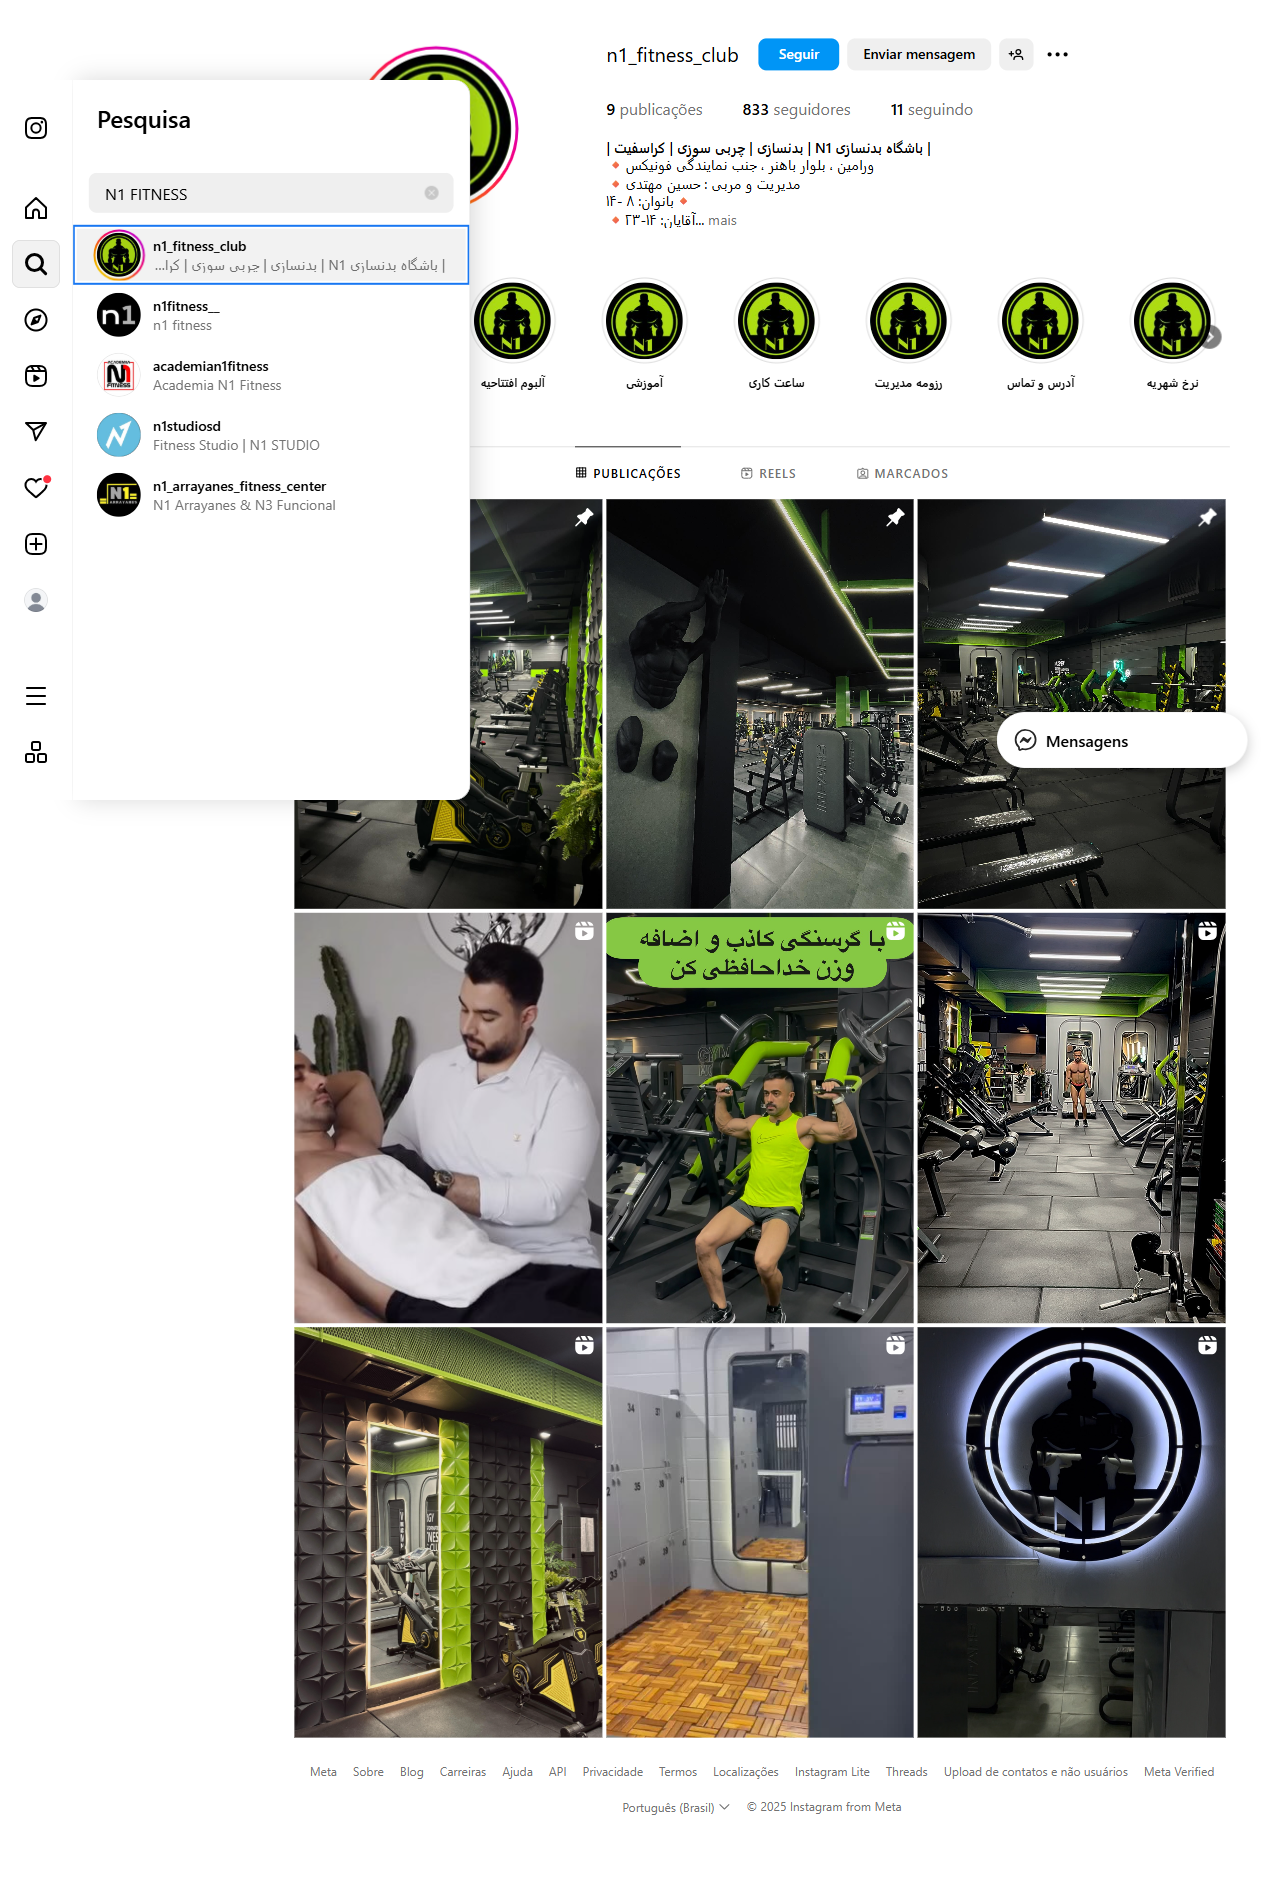 n1_fitness_club
Seguir
Enviar mensagem
9 publicações
833 seguidores
11 seguindo
| باشگاه بدنسازی N1 | بدنسازی | چربی سوزی | کراسفیت |
🔸 ورامین ، بلوار باهنر ، جنب نمایندگی فونیکس
🔸 مدیریت و مربی : حسین مهتدی
🔸 بانوان: ۸ -۱۴
🔸 آقایان: ۱۴-۲۳... mais
Pesquisa
N1 FITNESS
n1_fitness_club
| باشگاه بدنسازی N1 | بدنسازی | چربی سوزی | کرا...
n1fitness__
n1 fitness
academian1fitness
Academia N1 Fitness
n1studiosd
Fitness Studio | N1 STUDIO
n1_arrayanes_fitness_center
N1 Arrayanes & N3 Funcional
آلبوم افتتاحیه
آموزشی
ساعت کاری
رزومه مدیریت
آدرس و تماس
نرخ شهریه
PUBLICAÇÕES
REELS
MARCADOS
Mensagens
با گرسنگی کاذب و اضافه
وزن خداحافظی کن
N1
Meta
Sobre
Blog
Carreiras
Ajuda
API
Privacidade
Termos
Localizações
Instagram Lite
Threads
Upload de contatos e não usuários
Meta Verified
Português (Brasil)
© 2025 Instagram from Meta